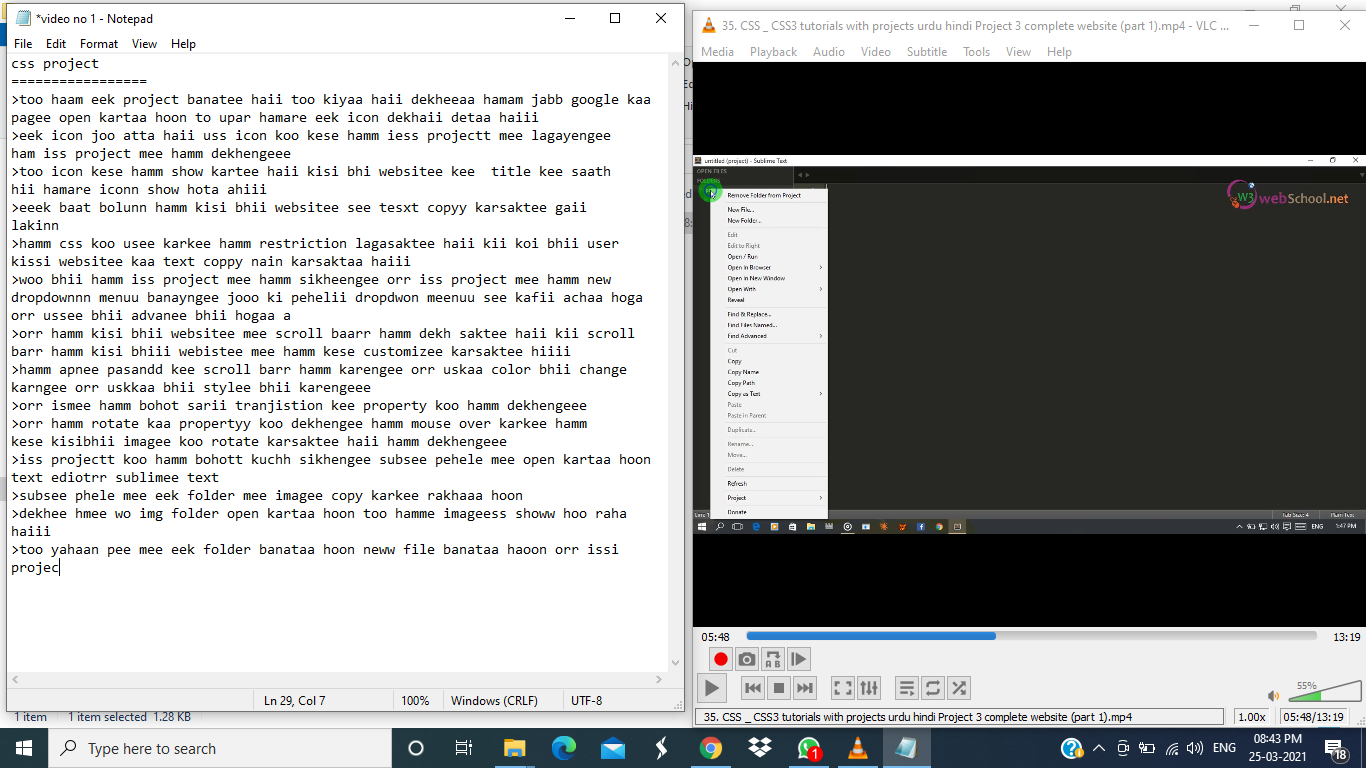 *video no 1 - Notepad
File Edit Format View Help
css project
=================
>too haam eek project banatee haii too kiyaa haii dekheeaa hamam jabb google kaa
pagee open kartaa hoon to upar hamare eek icon dekhaii detaa haiii
>eek icon joo atta haii uss icon koo kese hamm iess projectt mee lagayengee
ham iss project mee hamm dekhengeee
>too icon kese hamm show kartee haii kisi bhi websitee kee  title kee saath
hii hamare iconn show hota ahiii
>eeek baat bolunn hamm kisi bhii websitee see tesxt copyy karsaktee gaii
lakinn
>hamm css koo usee karkee hamm restriction lagasaktee haii kii koi bhii user
kissi websitee kaa text coppy nain karsaktaa haiii
>woo bhii hamm iss project mee hamm sikheengee orr iss project mee hamm new
dropdownnn menuu banayngee jooo ki pehelii dropdwon meenuu see kafii achaa hoga
orr ussee bhii advanee bhii hogaa a
>orr hamm kisi bhii websitee mee scroll baarr hamm dekh saktee haii kii scroll
barr hamm kisi bhiii webistee mee hamm kese customizee karsaktee hiiii
>hamm apnee pasandd kee scroll barr hamm karengee orr uskaa color bhii change
karngee orr uskkaa bhii stylee bhii karengeee
>orr ismee hamm bohot sarii tranjistion kee property koo hamm dekhengeee
>orr hamm rotate kaa propertyy koo dekhengee hamm mouse over karkee hamm
kese kisibhii imagee koo rotate karsaktee haii hamm dekhengeee
>iss projectt koo hamm bohott kuchh sikhengee subsee pehele mee open kartaa hoon
text ediotrr sublimee text
>subsee phele mee eek folder mee imagee copy karkee rakhaaa hoon
>dekhee hmee wo img folder open kartaa hoon too hamme imageess showw hoo raha
haiii
>too yahaan pee mee eek folder banataa hoon neww file banataa haoon orr issi
projec
Ln 29, Col 7 100% Windows (CRLF) UTF-8
1 item 1 item selected 1.28 KB
35. CSS _ CSS3 tutorials with projects urdu hindi Project 3 complete website (part 1).mp4 - VLC ...
Media Playback Audio Video Subtitle Tools View Help
untitled (project) - Sublime Text
OPEN FILES
FOLDERS
W3 webSchool.net
Remove Folder from Project
New File...
New Folder...
Edit
Edit to Right
Open / Run
Open In Browser
Open In New Window
Open With
Reveal
Find & Replace...
Find Files Named...
Find Advanced
Cut
Copy
Copy Name
Copy Path
Copy as Text
Paste
Paste in Parent
Duplicate...
Rename...
Move...
Delete
Refresh
Project
Donate
Line 1 Tab Size: 4 Plain Text
ENG 1:47 PM
05:48 13:19
A B
55%
35. CSS _ CSS3 tutorials with projects urdu hindi Project 3 complete website (part 1).mp4 1.00x 05:48/13:19
Type here to search
1
ENG
08:43 PM
25-03-2021
18